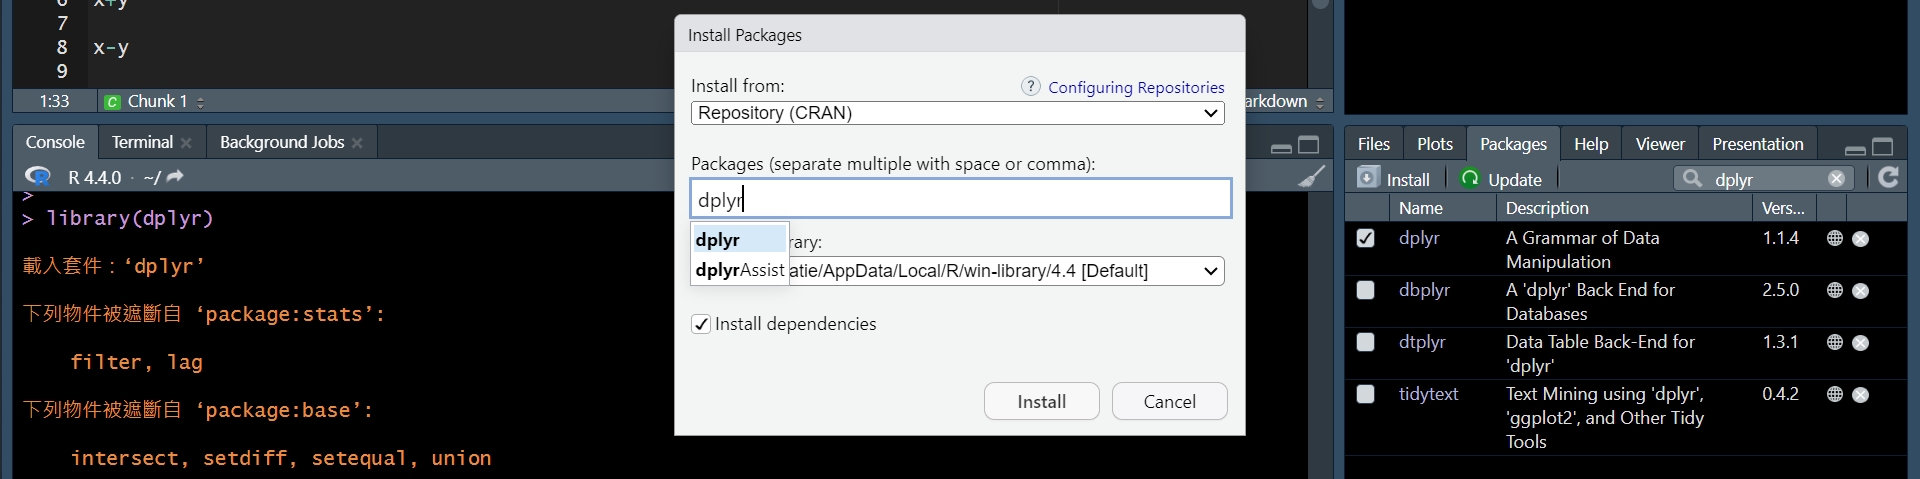 x+y
7
8 x-y
9
1:33 C Chunk 1
arkdown
Console Terminal Background Jobs
R R 4.4.0 · ~/
>
> library(dplyr)
載入套件：‘dplyr’
下列物件被遮斷自 ‘package:stats’:
filter, lag
下列物件被遮斷自 ‘package:base’:
intersect, setdiff, setequal, union
Install Packages
Install from:
? Configuring Repositories
Repository (CRAN)
Packages (separate multiple with space or comma):
dplyr
dplyr
dplyrAssist
rary:
atie/AppData/Local/R/win-library/4.4 [Default]
Install dependencies
Install Cancel
Files Plots Packages Help Viewer Presentation
Install Update dplyr
Name Description Vers...
dplyr A Grammar of Data 1.1.4
Manipulation
dbplyr A 'dplyr' Back End for 2.5.0
Databases
dtplyr Data Table Back-End for 1.3.1
'dplyr'
tidytext Text Mining using 'dplyr', 0.4.2
'ggplot2', and Other Tidy
Tools